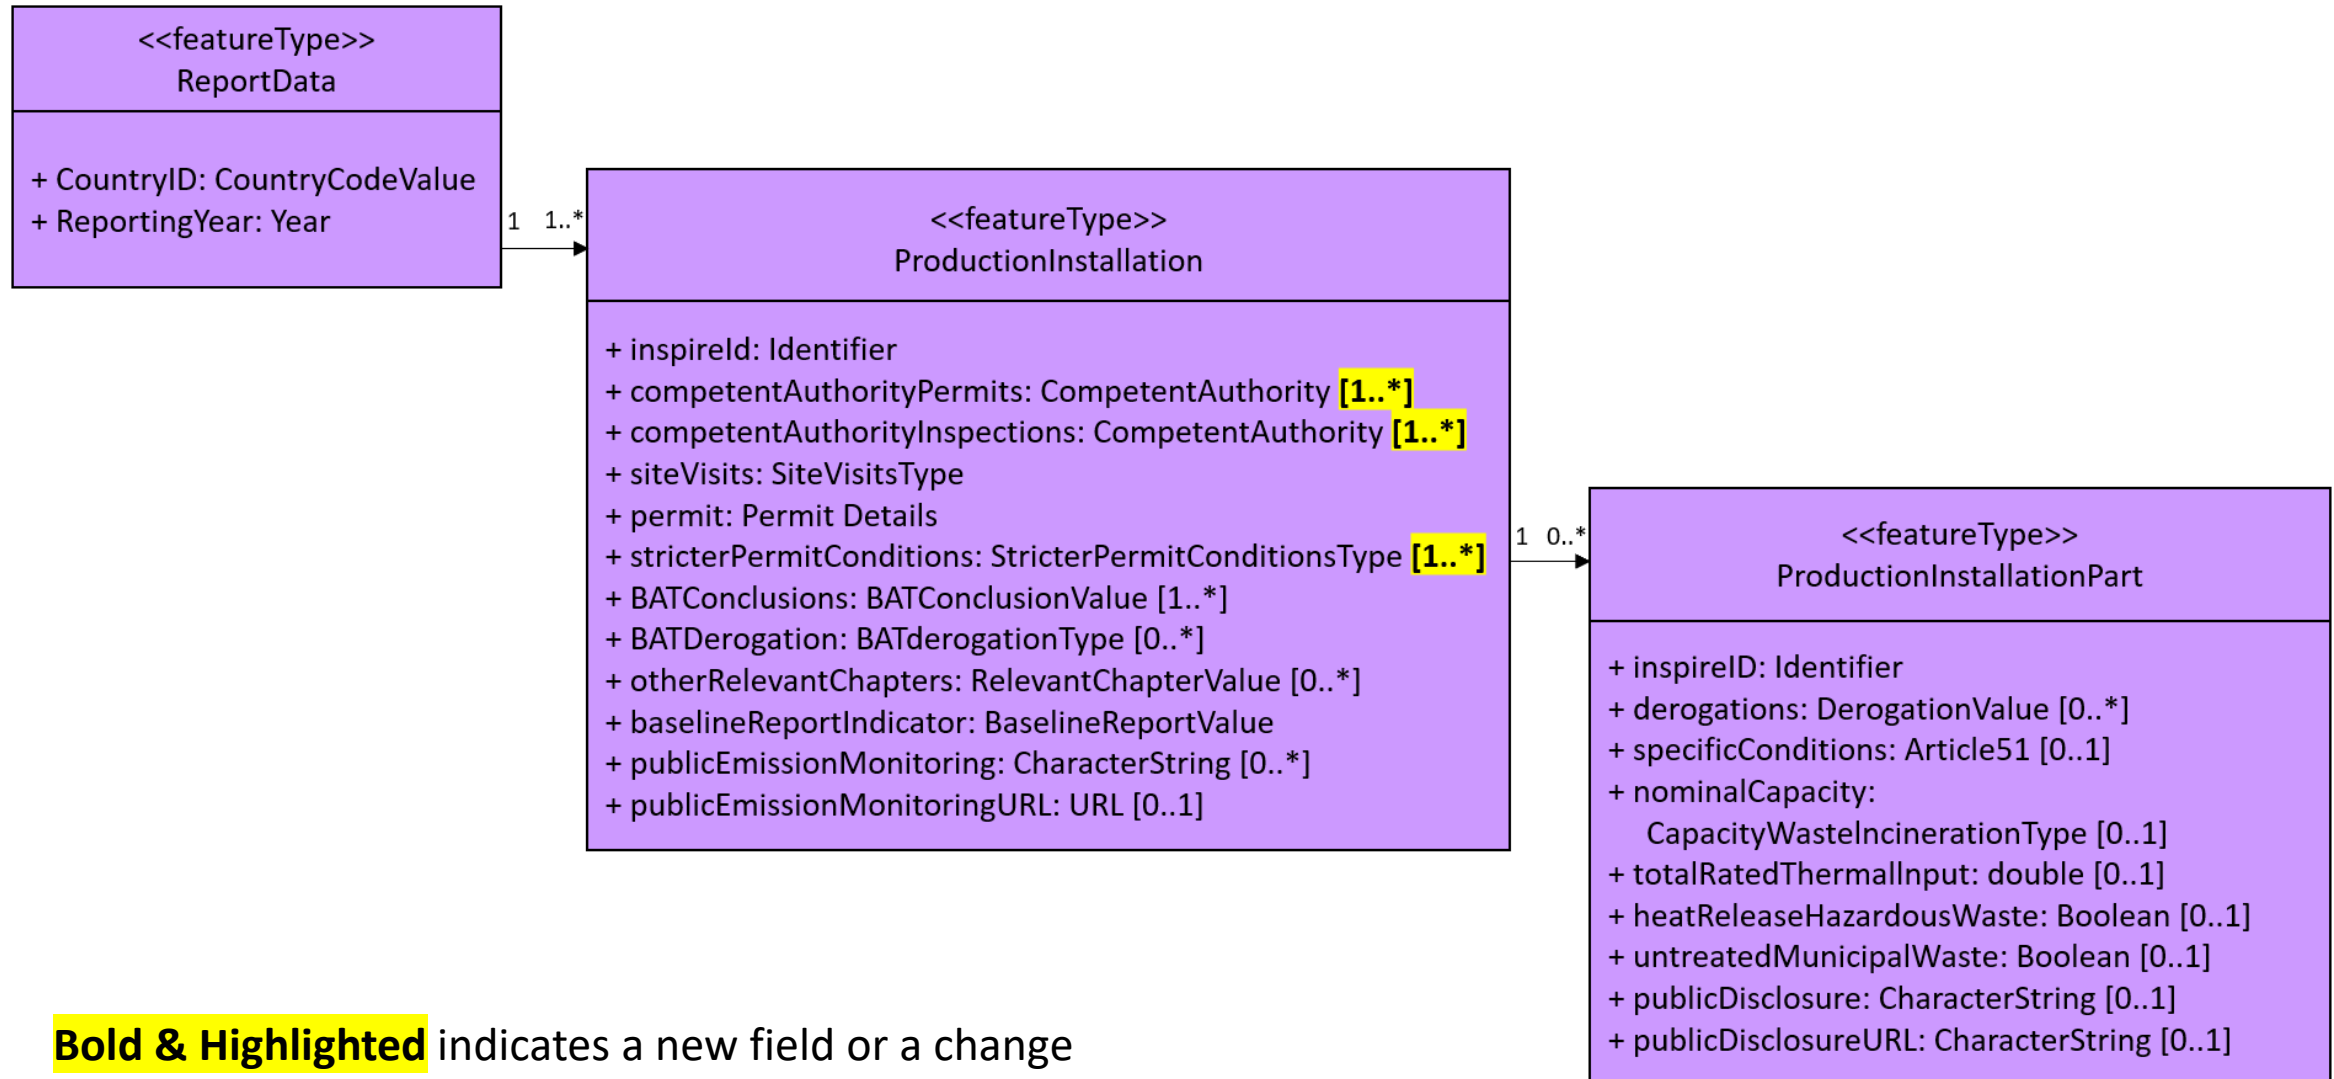 <<featureType>>
ReportData
+ CountryID: CountryCodeValue
+ ReportingYear: Year
1 1..*
<<featureType>>
ProductionInstallation
+ inspireId: Identifier
+ competentAuthorityPermits: CompetentAuthority [1..*]
+ competentAuthorityInspections: CompetentAuthority [1..*]
+ siteVisits: SiteVisitsType
+ permit: Permit Details
+ stricterPermitConditions: StricterPermitConditionsType [1..*]
+ BATConclusions: BATConclusionValue [1..*]
+ BATDerogation: BATderogationType [0..*]
+ otherRelevantChapters: RelevantChapterValue [0..*]
+ baselineReportIndicator: BaselineReportValue
+ publicEmissionMonitoring: CharacterString [0..*]
+ publicEmissionMonitoringURL: URL [0..1]
1 0..*
<<featureType>>
ProductionInstallationPart
+ inspireID: Identifier
+ derogations: DerogationValue [0..*]
+ specificConditions: Article51 [0..1]
+ nominalCapacity:
CapacityWasteIncinerationType [0..1]
+ totalRatedThermalInput: double [0..1]
+ heatReleaseHazardousWaste: Boolean [0..1]
+ untreatedMunicipalWaste: Boolean [0..1]
+ publicDisclosure: CharacterString [0..1]
+ publicDisclosureURL: CharacterString [0..1]
Bold & Highlighted indicates a new field or a change